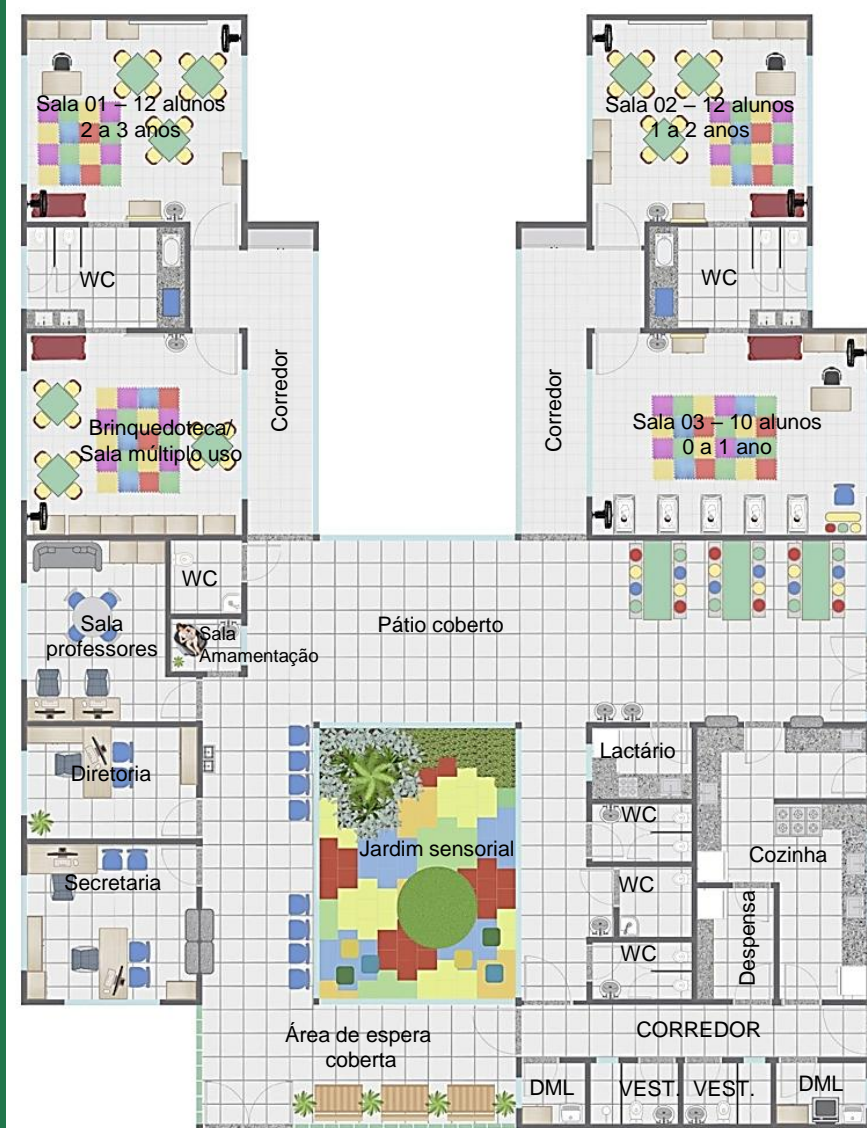 Sala 01 – 12 alunos
2 a 3 anos
Sala 02 – 12 alunos
1 a 2 anos
WC
WC
Corredor
Corredor
Brinquedoteca/
Sala múltiplo uso
Sala 03 – 10 alunos
0 a 1 ano
WC
Sala
professores
Sala
Amamentação
Pátio coberto
Diretoria
Lactário
WC
Jardim sensorial
Cozinha
Secretaria
WC
Despensa
WC
Área de espera
coberta
CORREDOR
DML
VEST.
VEST.
DML